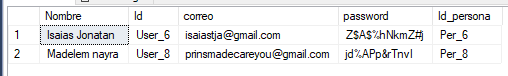 Nombre Id correo password Id_persona
1 Isaias Jonatan User_6 isaiastja@gmail.com Z$A$%hNkmZ#j Per_6
2 Madelem nayra User_8 prinsmadecareyou@gmail.com jd%APp&rTnvI Per_8